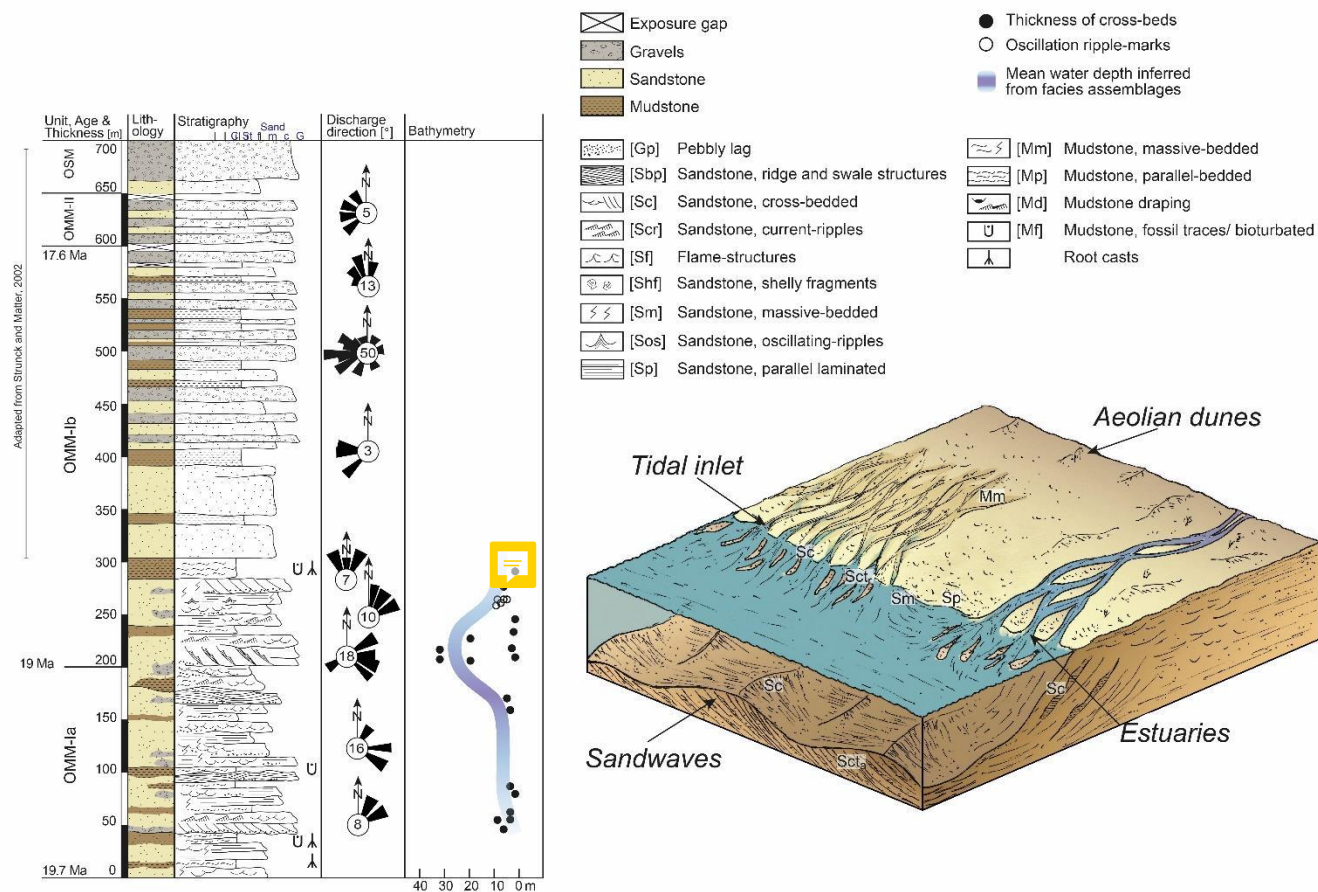 Exposure gap
Gravels
Sandstone
Mudstone
Thickness of cross-beds
Oscillation ripple-marks
Mean water depth inferred
from facies assemblages
[Gp] Pebbly lag
[Sbp] Sandstone, ridge and swale structures
[Sc] Sandstone, cross-bedded
[Scr] Sandstone, current-ripples
[Sf] Flame-structures
[Shf] Sandstone, shelly fragments
[Sm] Sandstone, massive-bedded
[Sos] Sandstone, oscillating-ripples
[Sp] Sandstone, parallel laminated
[Mm] Mudstone, massive-bedded
[Mp] Mudstone, parallel-bedded
[Md] Mudstone draping
[Mf] Mudstone, fossil traces/ bioturbated
Root casts
Unit, Age &
Thickness [m]
Lith-
ology
Stratigraphy
Sand
G St f m c G
Discharge
direction [°]
Bathymetry
Adapted from Strunck and Matter, 2002
OSM
OMM-II
OMM-Ib
OMM-Ia
700
650
600
17.6 Ma
550
500
450
400
350
300
250
200
19 Ma
150
100
50
19.7 Ma 0
N
5
N
13
N
50
N
3
N
7
N
10
N
18
N
16
N
8
40 30 20 10 0 m
Aeolian dunes
Tidal inlet
Mm
Sc
Sct
Sm
Sp
Sc
Sc
Sct
Sandwaves
Estuaries